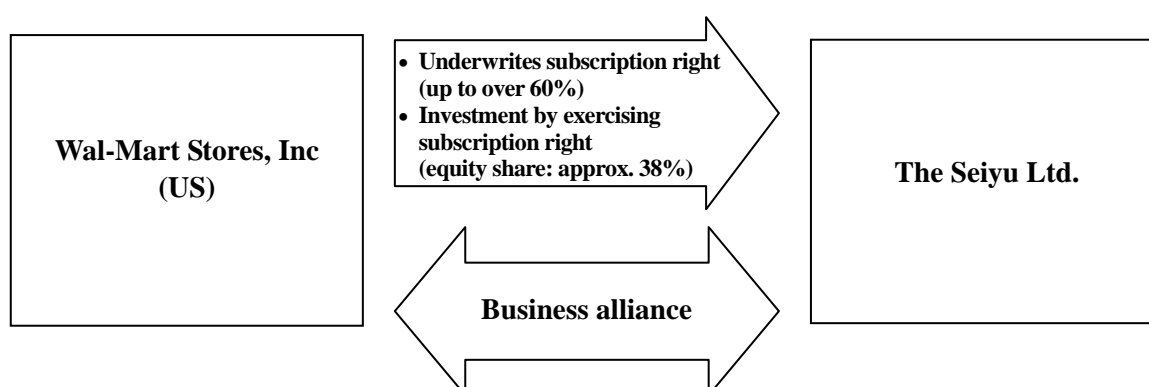 Wal-Mart Stores, Inc
(US)
• Underwrites subscription right
(up to over 60%)
• Investment by exercising
subscription right
(equity share: approx. 38%)
The Seiyu Ltd.
Business alliance